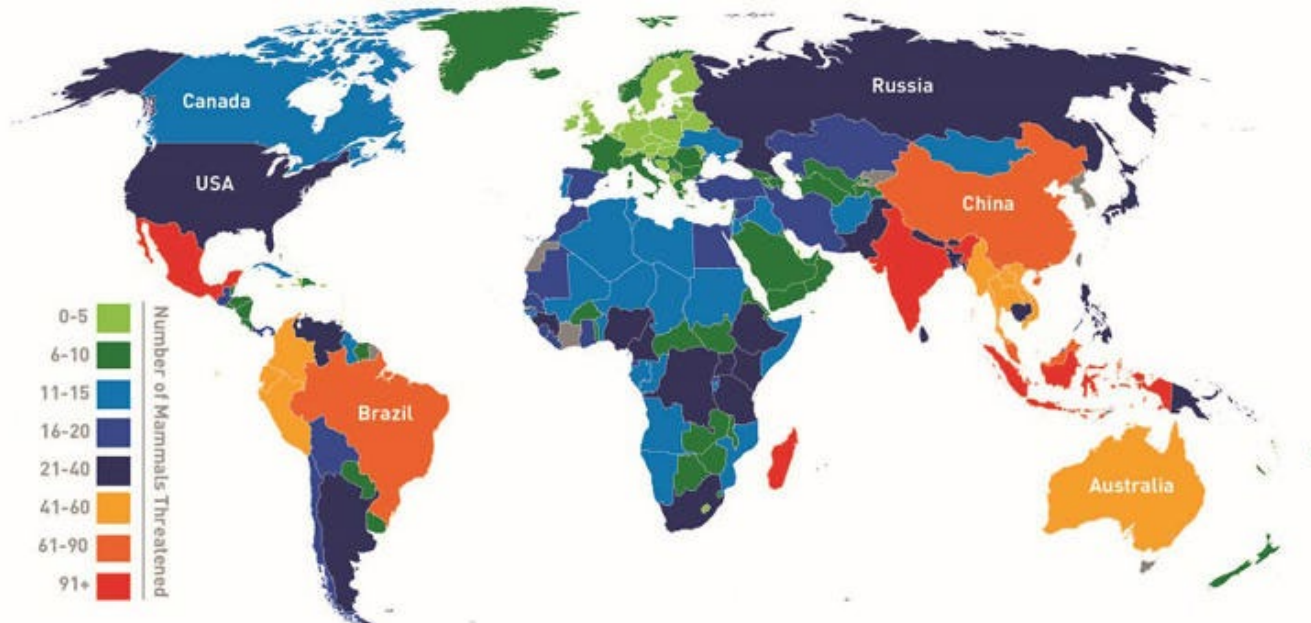 Russia
Canada
USA
China
Number of Mammals Threatened
0-5
6-10
11-15
16-20
21-40
41-60
61-90
91+
Brazil
Australia